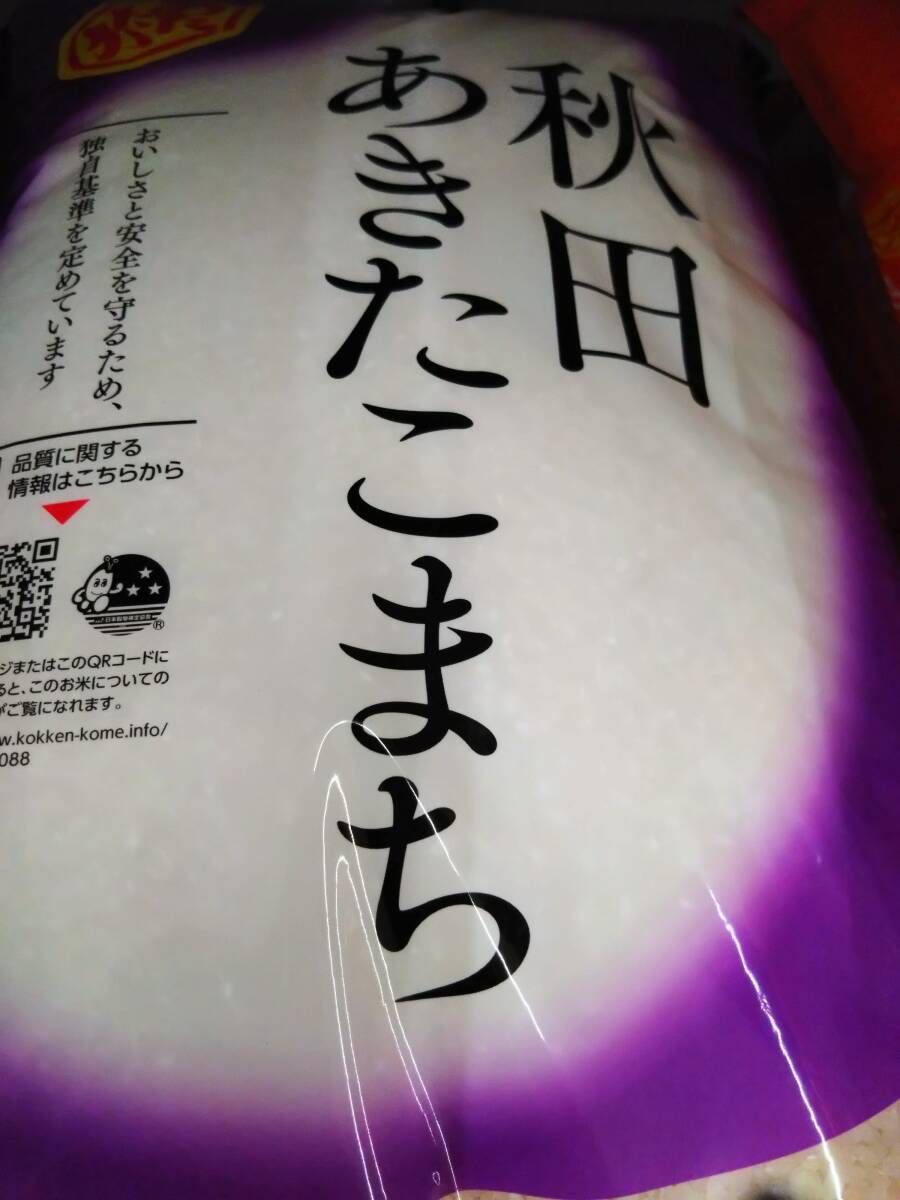 秋田
あきたこまち
おいしさと安全を守るため、
独自基準を定めています
品質に関する
情報はこちらから
ジまたはこのQRコードに
ると、このお米についての
がご覧になれます。
w.kokken-kome.info/
088